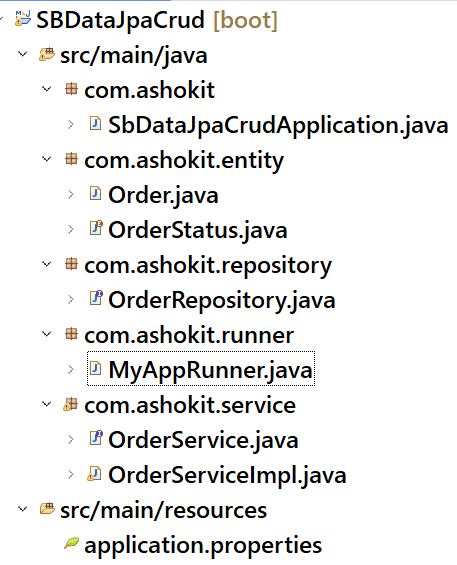 SBDataJpaCrud [boot]
src/main/java
com.ashokit
SbDataJpaCrudApplication.java
com.ashokit.entity
Order.java
OrderStatus.java
com.ashokit.repository
OrderRepository.java
com.ashokit.runner
MyAppRunner.java
com.ashokit.service
OrderService.java
OrderServiceImpl.java
src/main/resources
application.properties